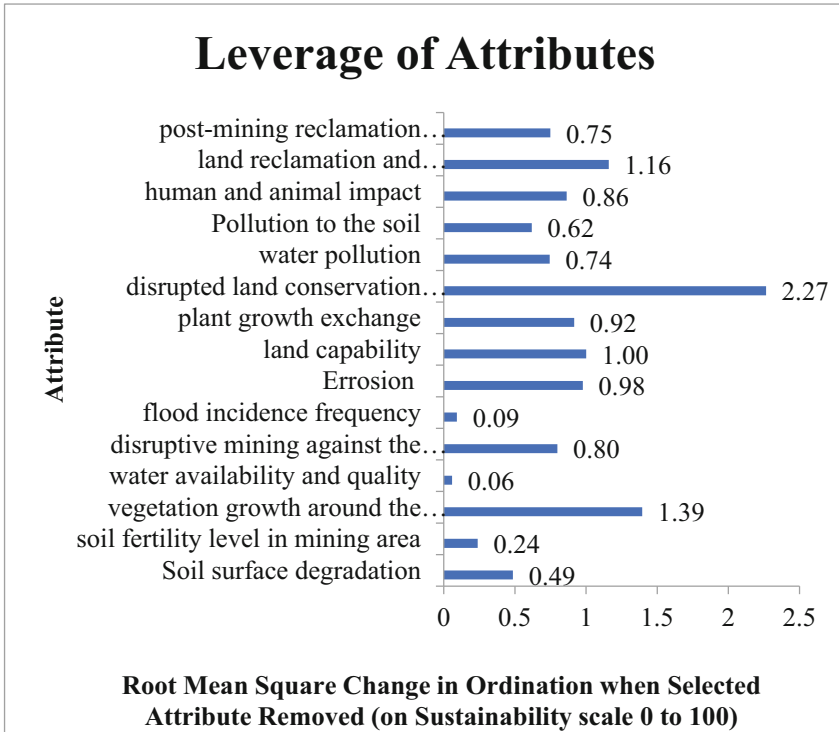 Leverage of Attributes
post-mining reclamation…
0.75
land reclamation and…
1.16
human and animal impact
0.86
Pollution to the soil
0.62
water pollution
0.74
disrupted land conservation…
2.27
plant growth exchange
0.92
land capability
1.00
Errosion
0.98
flood incidence frequency
0.09
disruptive mining against the…
0.80
water availability and quality
0.06
vegetation growth around the…
1.39
soil fertility level in mining area
0.24
Soil surface degradation
0.49
Attribute
0 0.5 1 1.5 2 2.5
Root Mean Square Change in Ordination when Selected
Attribute Removed (on Sustainability scale 0 to 100)